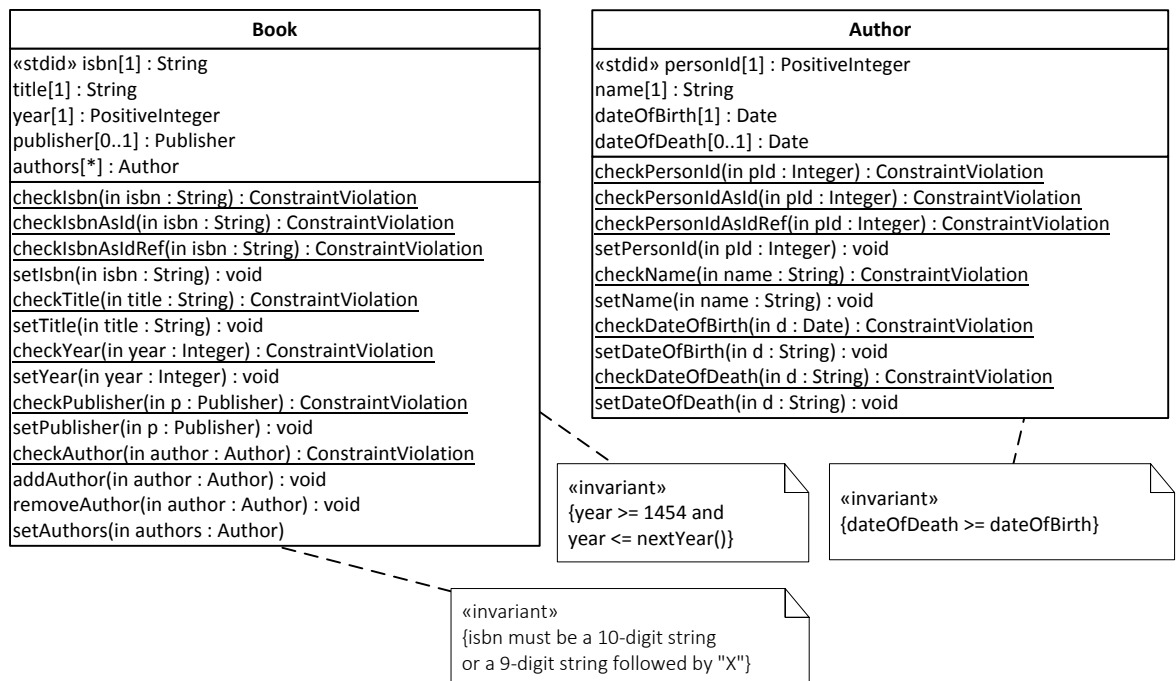 Book
«stdid» isbn[1] : String
title[1] : String
year[1] : PositiveInteger
publisher[0..1] : Publisher
authors[*] : Author
checkIsbn(in isbn : String) : ConstraintViolation
checkIsbnAsId(in isbn : String) : ConstraintViolation
checkIsbnAsIdRef(in isbn : String) : ConstraintViolation
setIsbn(in isbn : String) : void
checkTitle(in title : String) : ConstraintViolation
setTitle(in title : String) : void
checkYear(in year : Integer) : ConstraintViolation
setYear(in year : Integer) : void
checkPublisher(in p : Publisher) : ConstraintViolation
setPublisher(in p : Publisher) : void
checkAuthor(in author : Author) : ConstraintViolation
addAuthor(in author : Author) : void
removeAuthor(in author : Author) : void
setAuthors(in authors : Author)
Author
«stdid» personId[1] : PositiveInteger
name[1] : String
dateOfBirth[1] : Date
dateOfDeath[0..1] : Date
checkPersonId(in pId : Integer) : ConstraintViolation
checkPersonIdAsId(in pId : Integer) : ConstraintViolation
checkPersonIdAsIdRef(in pId : Integer) : ConstraintViolation
setPersonId(in pId : Integer) : void
checkName(in name : String) : ConstraintViolation
setName(in name : String) : void
checkDateOfBirth(in d : Date) : ConstraintViolation
setDateOfBirth(in d : String) : void
checkDateOfDeath(in d : String) : ConstraintViolation
setDateOfDeath(in d : String) : void
«invariant»
{year >= 1454 and
year <= nextYear()}
«invariant»
{dateOfDeath >= dateOfBirth}
«invariant»
{isbn must be a 10-digit string
or a 9-digit string followed by "X"}